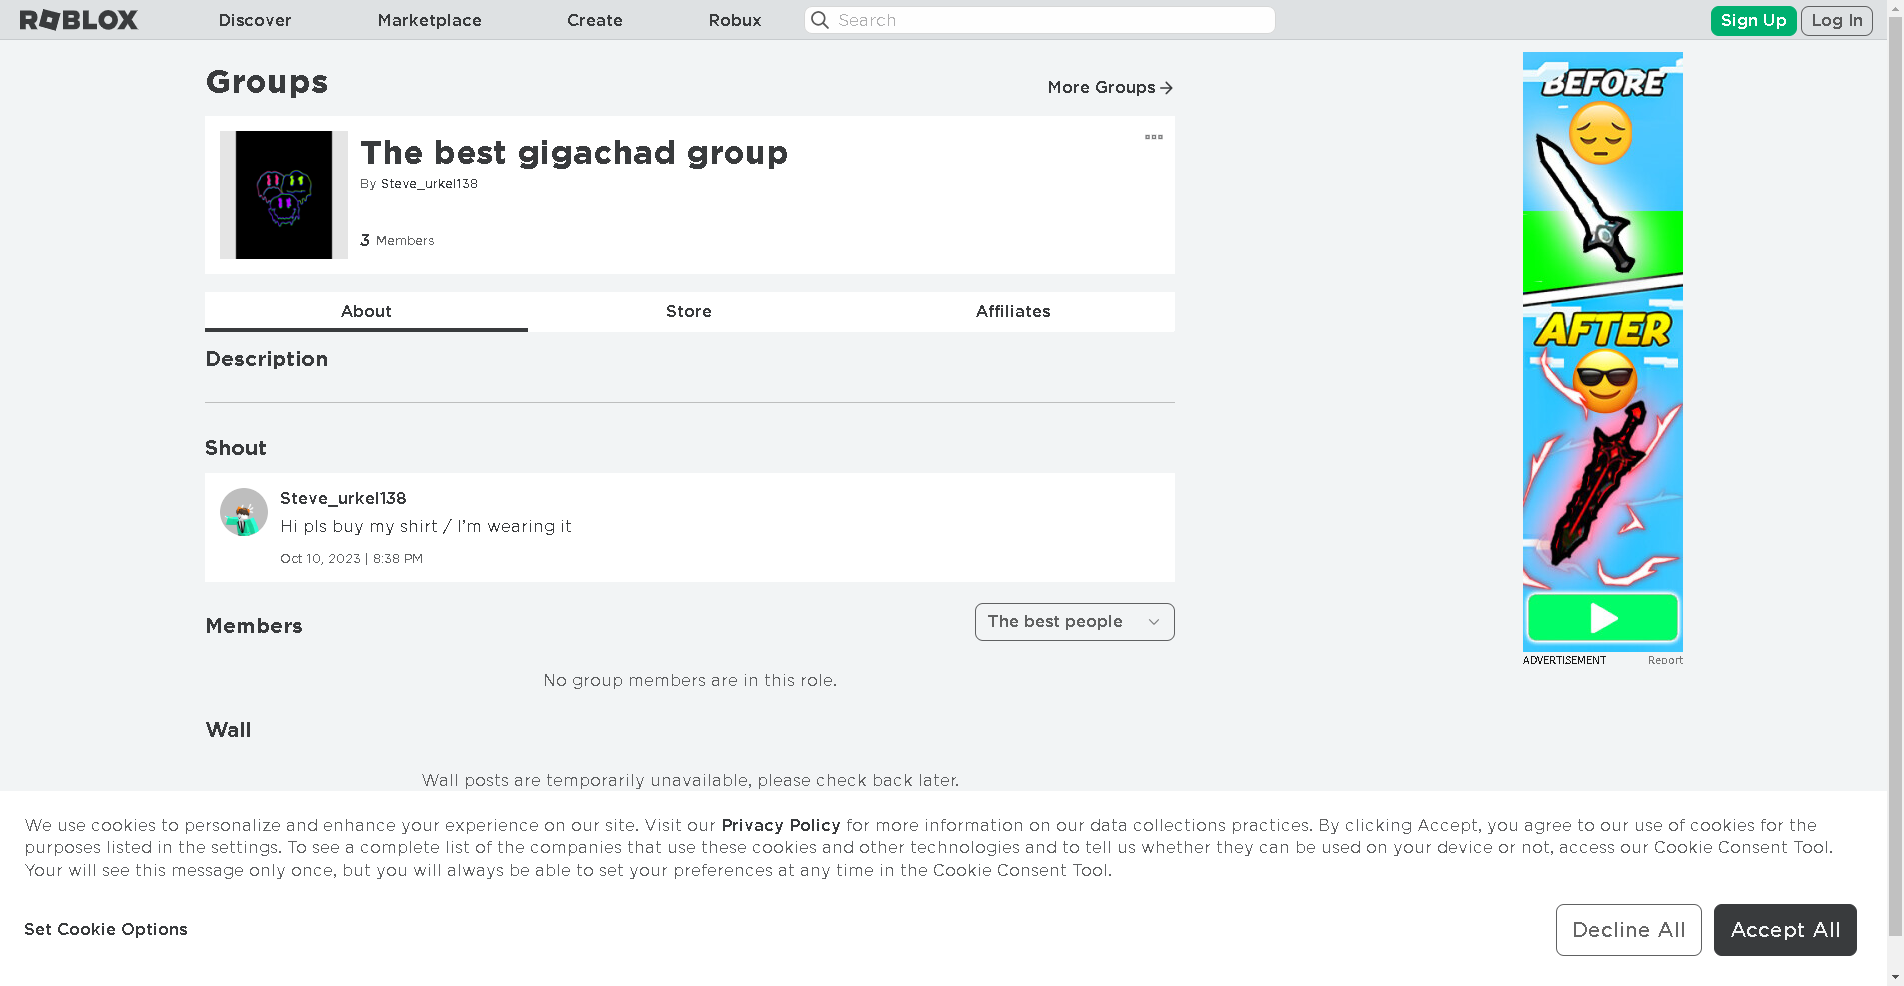 ROBLOX Discover Marketplace Create Robux Search Sign Up Log In
Groups
More Groups
The best gigachad group
By Steve_urkel138
3 Members
About Store Affiliates
Description
Shout
Steve_urkel138
Hi pls buy my shirt / I'm wearing it
Oct 10, 2023 | 8:38 PM
Members
The best people
No group members are in this role.
Wall
Wall posts are temporarily unavailable, please check back later.
BEFORE
AFTER
ADVERTISEMENT Report
We use cookies to personalize and enhance your experience on our site. Visit our Privacy Policy for more information on our data collections practices. By clicking Accept, you agree to our use of cookies for the
purposes listed in the settings. To see a complete list of the companies that use these cookies and other technologies and to tell us whether they can be used on your device or not, access our Cookie Consent Tool.
Your will see this message only once, but you will always be able to set your preferences at any time in the Cookie Consent Tool.
Set Cookie Options
Decline All
Accept All